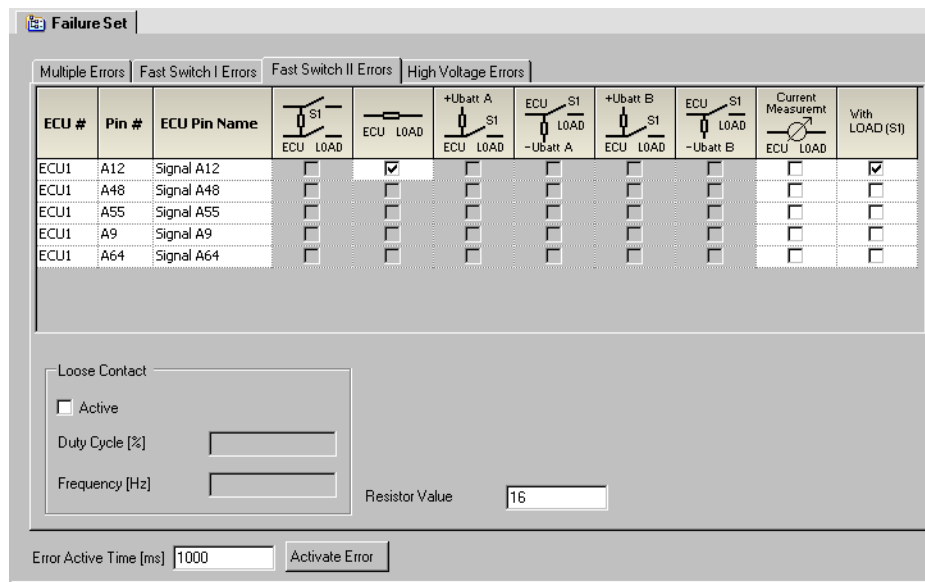 Failure Set
Multiple Errors Fast Switch I Errors Fast Switch II Errors High Voltage Errors
ECU # Pin # ECU Pin Name S1 ECU LOAD ECU LOAD +Ubatt A S1 ECU LOAD ECU S1 LOAD -Ubatt A +Ubatt B S1 ECU LOAD ECU S1 LOAD -Ubatt B Current Measuremt ECU LOAD With LOAD (S1)
ECU1 A12 Signal A12
ECU1 A48 Signal A48
ECU1 A55 Signal A55
ECU1 A9 Signal A9
ECU1 A64 Signal A64
Loose Contact
Active
Duty Cycle [%]
Frequency [Hz]
Resistor Value 16
Error Active Time [ms] 1000 Activate Error